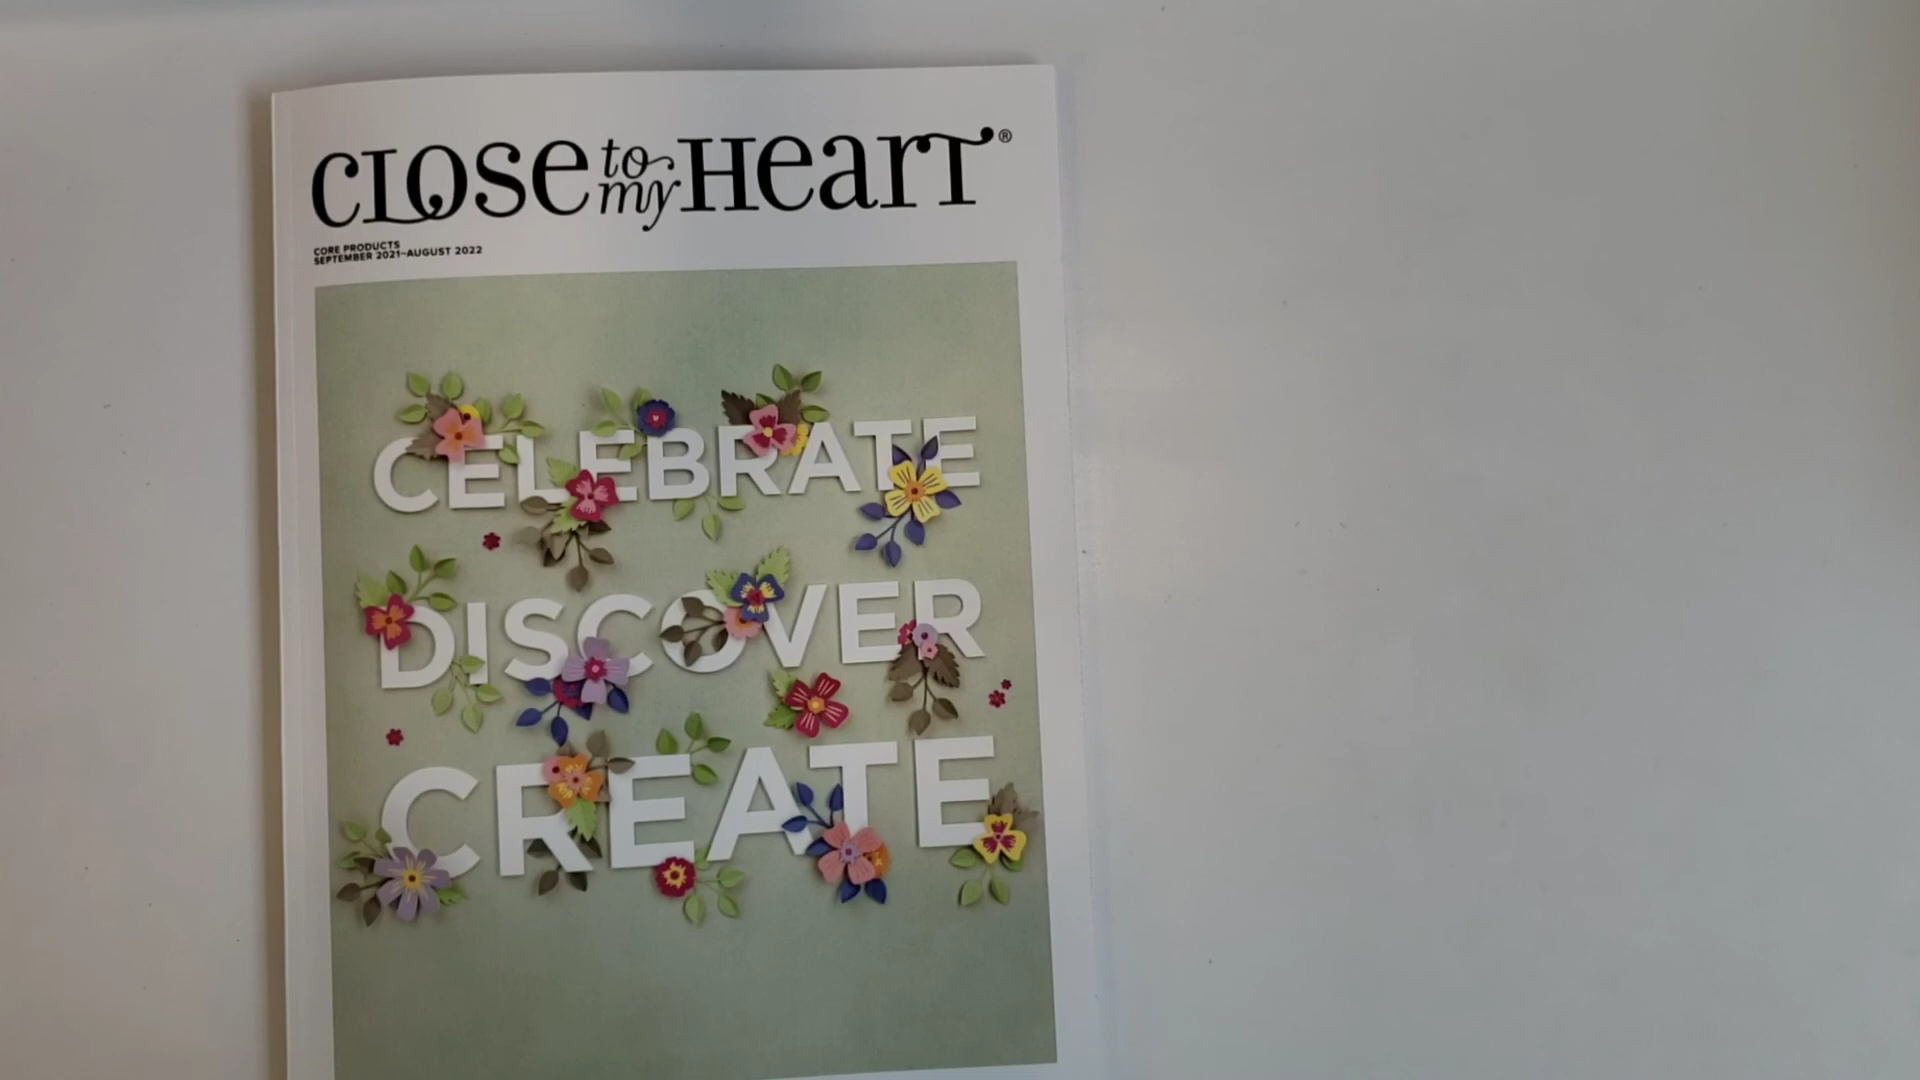 CLOSE to my HEART®
CORE PRODUCTS
SEPTEMBER 2021–AUGUST 2022
CELEBRATE
DISCOVER
CREATE